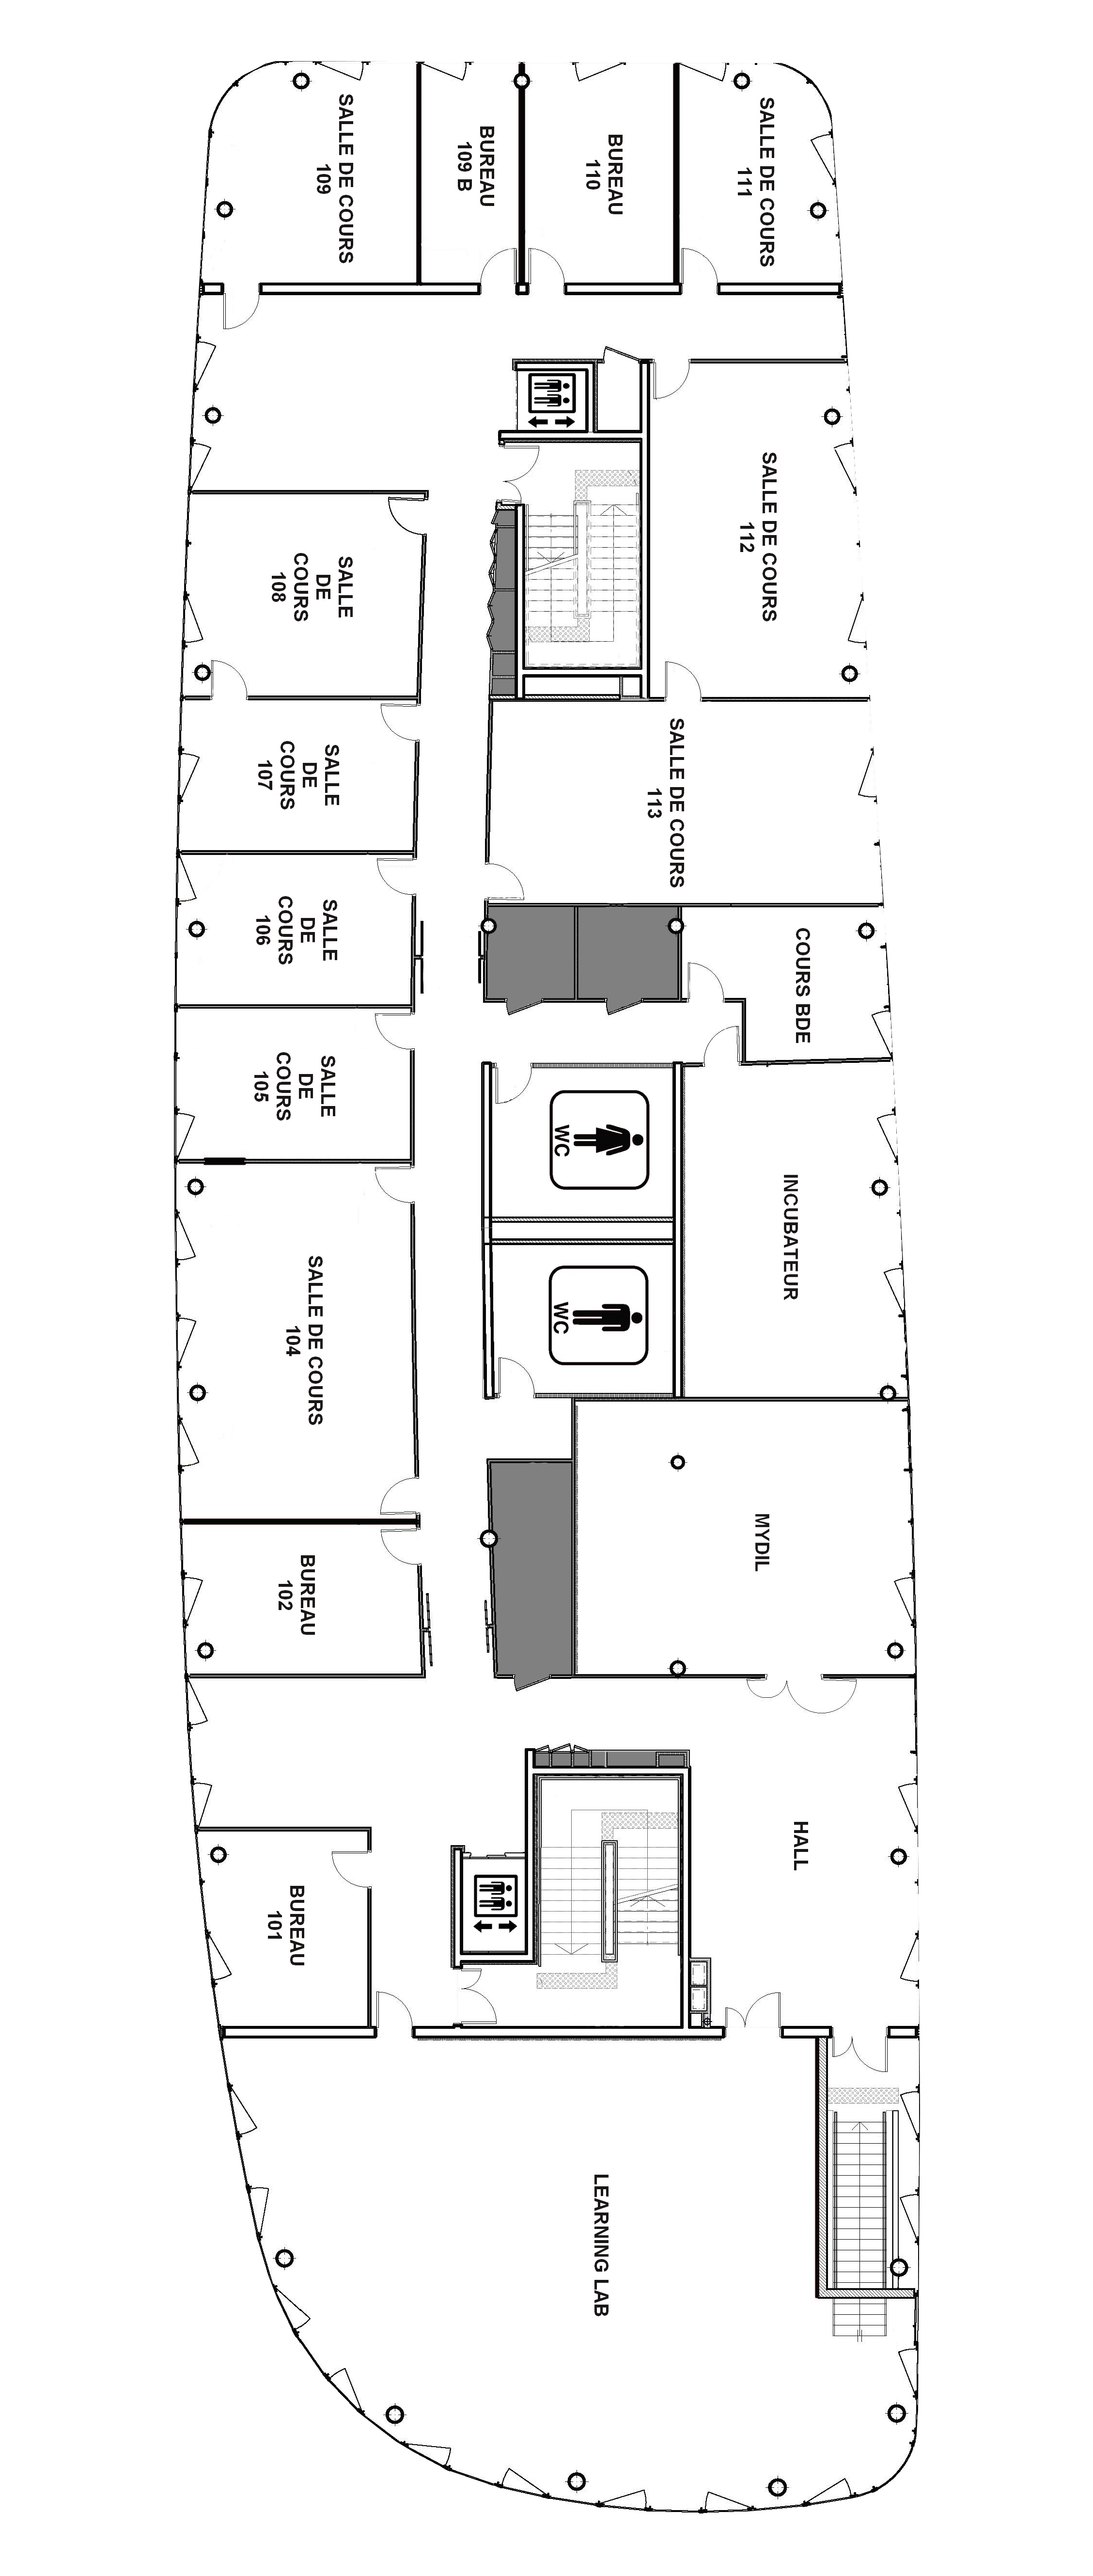 SALLE DE COURS
109
BUREAU
109 B
BUREAU
110
SALLE DE COURS
111
SALLE DE COURS
112
SALLE
DE
COURS
108
SALLE
DE
COURS
107
SALLE DE COURS
113
SALLE
DE
COURS
106
COURS BDE
SALLE
DE
COURS
105
WC
INCUBATEUR
WC
SALLE DE COURS
104
MYDIL
BUREAU
102
HALL
BUREAU
101
LEARNING LAB